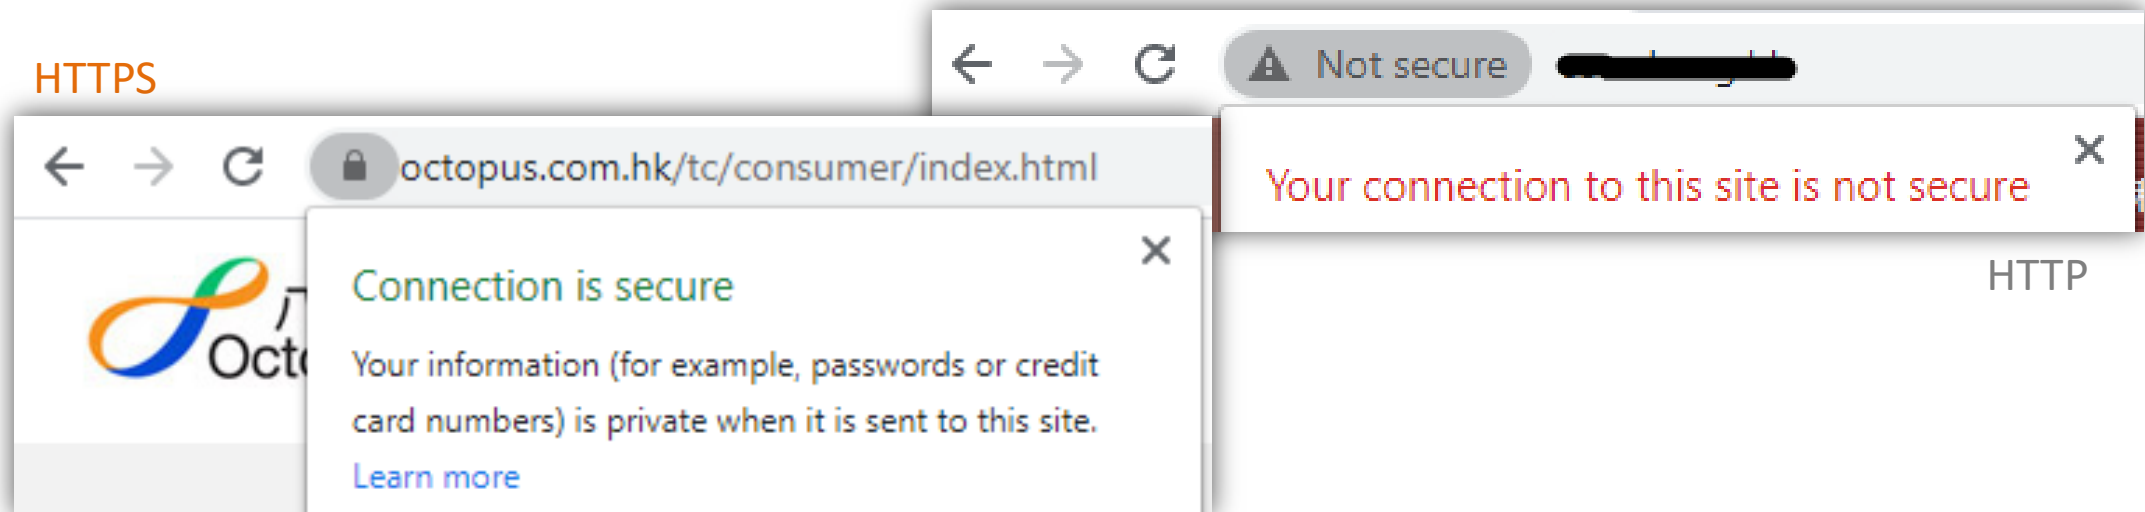 HTTPS
Not secure
Your connection to this site is not secure
HTTP
octopus.com.hk/tc/consumer/index.html
Connection is secure
Your information (for example, passwords or credit
card numbers) is private when it is sent to this site.
Learn more